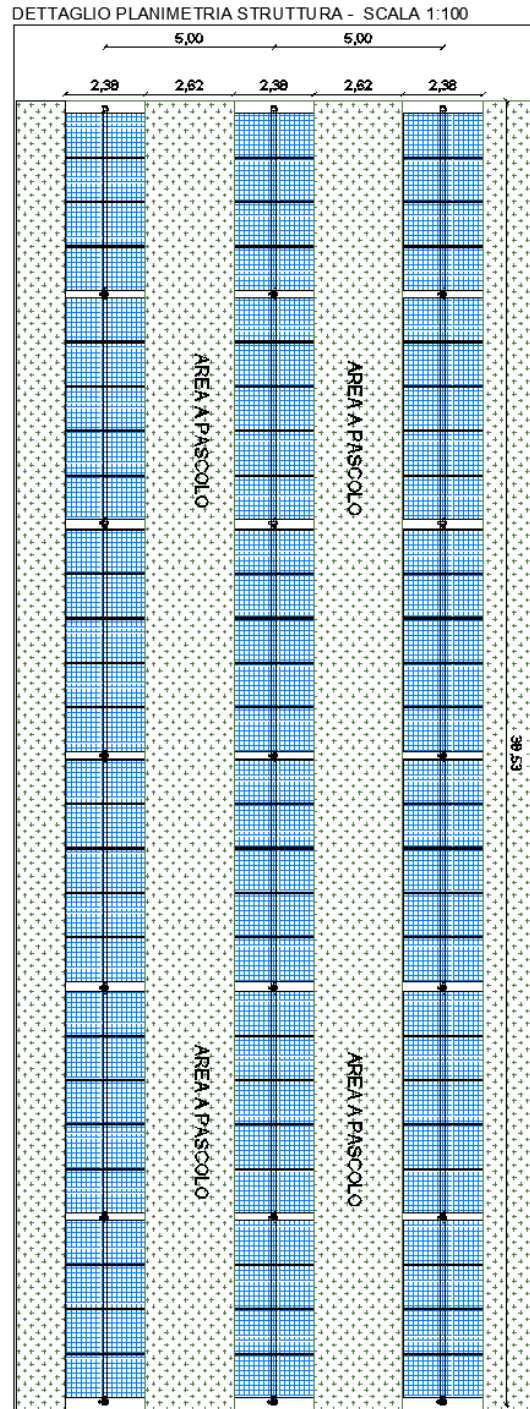 DETTAGLIO PLANIMETRIA STRUTTURA - SCALA 1:100
5,00 5,00
2,38 2,62 2,38 2,62 2,38
AREA A PASCOLO
AREA A PASCOLO
38,53
AREA A PASCOLO
AREA A PASCOLO